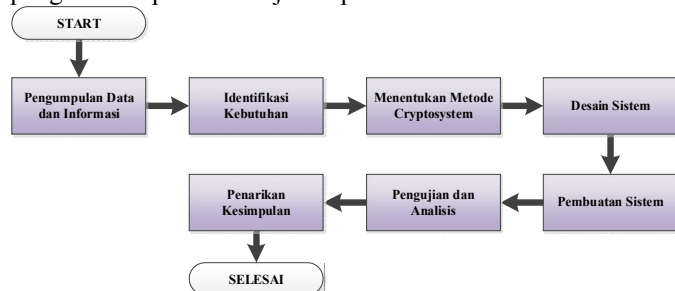 START
Pengumpulan Data
dan Informasi
Identifikasi
Kebutuhan
Menentukan Metode
Cryptosystem
Desain Sistem
Pembuatan Sistem
Pengujian dan
Analisis
Penarikan
Kesimpulan
SELESAI